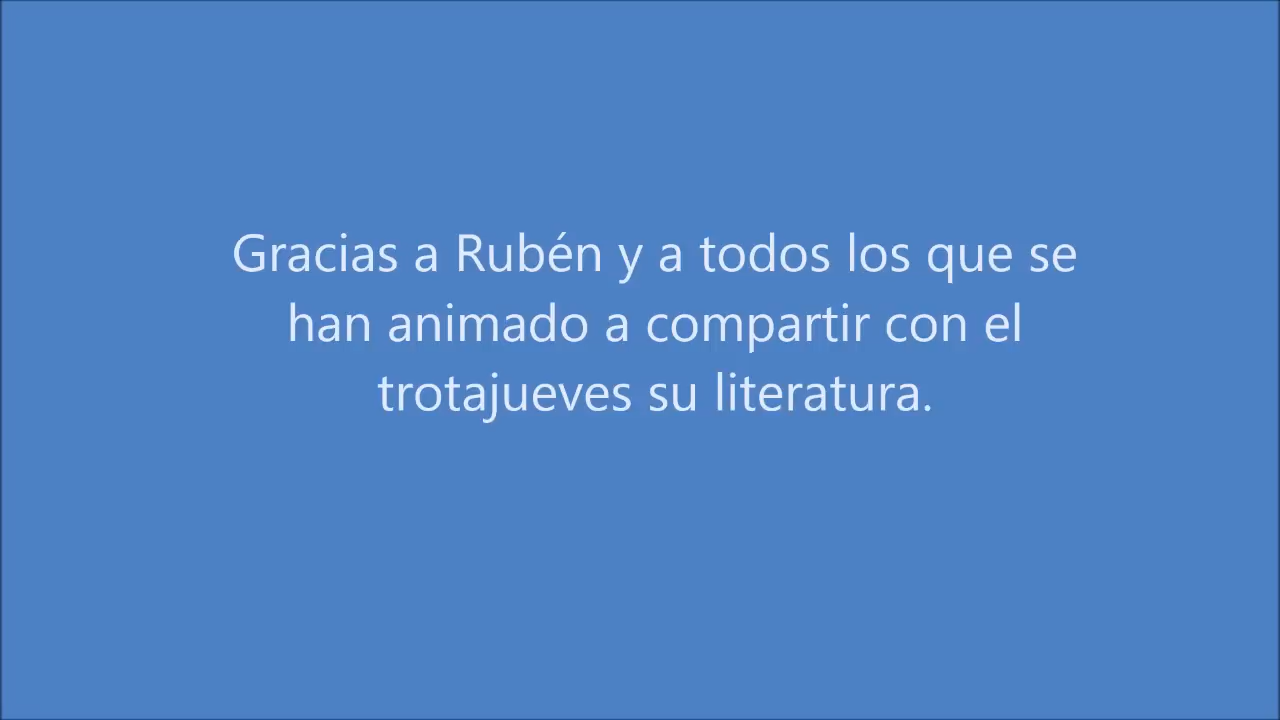 Gracias a Rubén y a todos los que se
han animado a compartir con el
trotajueves su literatura.